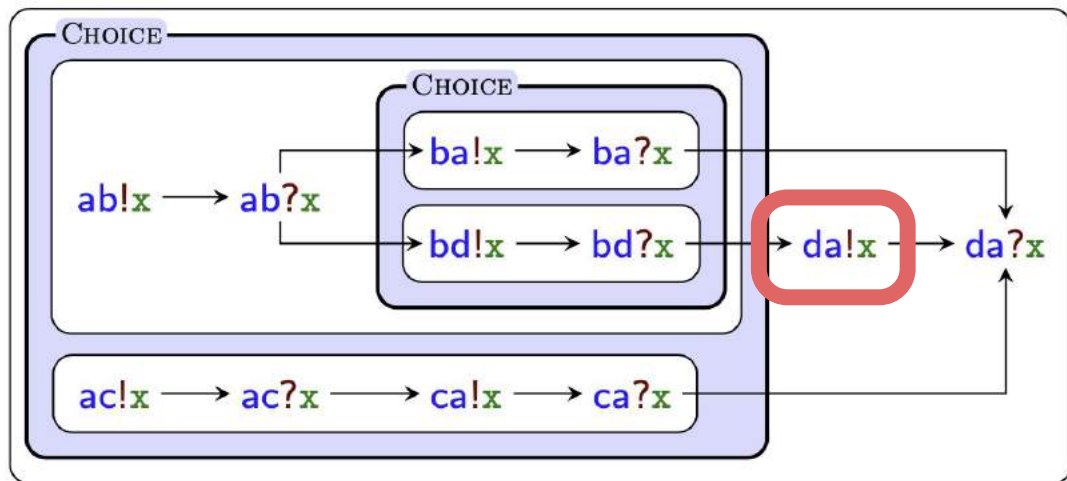 CHOICE
CHOICE
ba!x ba?x
ab!x ab?x
bd!x bd?x da!x da?x
ac!x ac?x ca!x ca?x